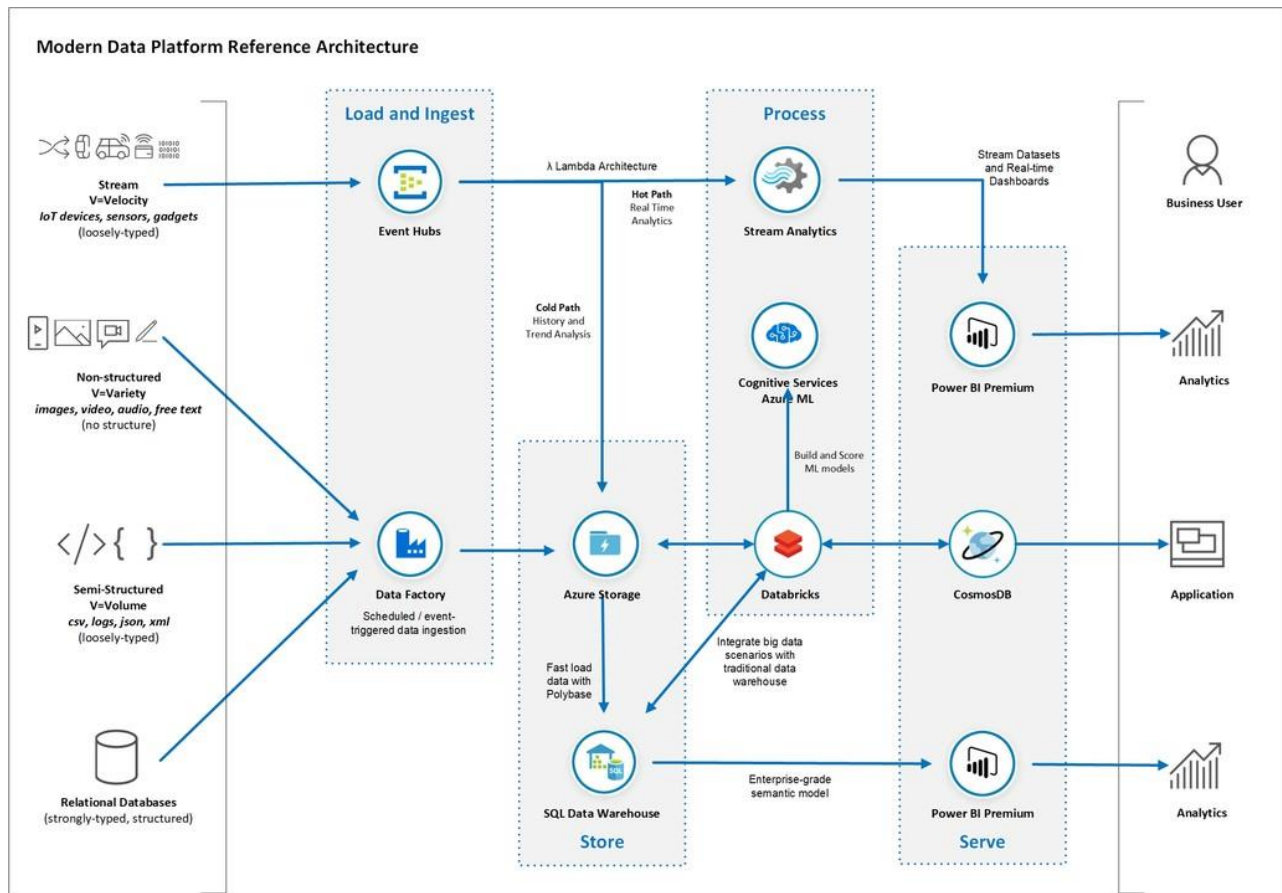 Modern Data Platform Reference Architecture
Load and Ingest
Process
λ Lambda Architecture
Stream Datasets
and Real-time
Dashboards
Stream
V=Velocity
IoT devices, sensors, gadgets
(loosely-typed)
Event Hubs
Hot Path
Real Time
Analytics
Stream Analytics
Business User
Cold Path
History and
Trend Analysis
Non-structured
V=Variety
images, video, audio, free text
(no structure)
Cognitive Services
Azure ML
Power BI Premium
Analytics
Build and Score
ML models
Semi-Structured
V=Volume
csv, logs, json, xml
(loosely-typed)
Data Factory
Scheduled / event-
triggered data ingestion
Azure Storage
Databricks
CosmosDB
Application
Fast load
data with
Polybase
Integrate big data
scenarios with
traditional data
warehouse
SQL
Relational Databases
(strongly-typed, structured)
SQL Data Warehouse
Enterprise-grade
semantic model
Power BI Premium
Analytics
Store
Serve